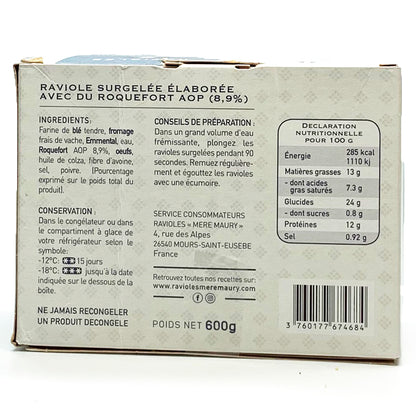 RAVIOLE SURGELÉE ÉLABORÉE
AVEC DU ROQUEFORT AOP (8,9%)
INGRÉDIENTS:
Farine de blé tendre, fromage
frais de vache, Emmental, eau,
Roquefort AOP 8,9%, oeufs,
huile de colza, fibre d'avoine,
sel, poivre. (Pourcentage
exprimé sur le poids total du
produit).
CONSERVATION :
Dans le congélateur ou dans
le compartiment à glace de
votre réfrigérateur selon le
symbole:
-12°C: 15 jours
-18°C: jusqu'à la date
indiquée sur le dessous de la
boîte.
NE JAMAIS RECONGELER
UN PRODUIT DECONGELE
CONSEILS DE PRÉPARATION :
Dans un grand volume d'eau
frémissante, plongez les
ravioles surgelées pendant 90
secondes. Remuez régulière-
ment et égouttez les ravioles
avec une écumoire.
SERVICE CONSOMMATEURS
RAVIOLES « MERE MAURY »
4, rue des Alpes
26540 MOURS-SAINT-EUSÈBE
France
Retrouvez toutes nos recettes sur:
www.raviolesmeremaury.com
POIDS NET 600g
DECLARATION
NUTRITIONNELLE
POUR 100 G
Énergie 285 kcal
1110 kj
Matières grasses 13 g
- dont acides
gras saturés 7.3 g
Glucides 24 g
- dont sucres 0.8 g
Protéines 12 g
Sel 0.92 g
3 760177 674684